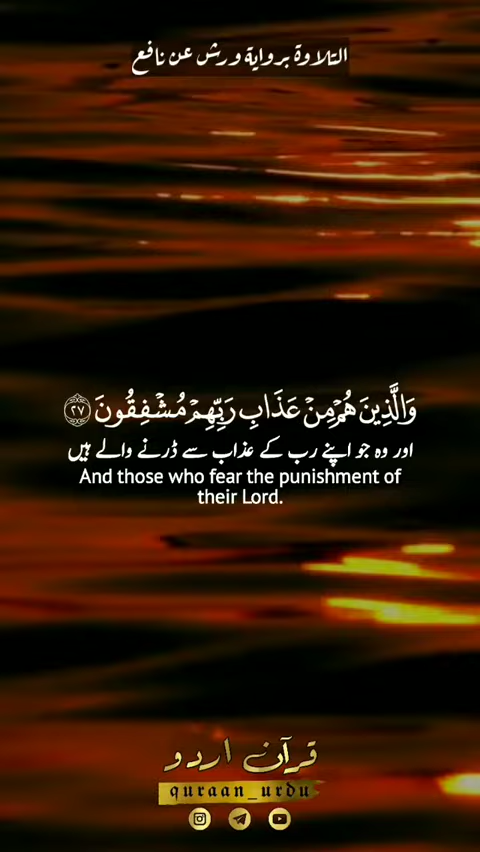 التلاوة برواية ورش عن نافع
وَالَّذِينَ هُم مِّنْ عَذَابِ رَبِّهِم مُّشْفِقُونَ ٢٧
اور وہ جو اپنے رب کے عذاب سے ڈرنے والے ہیں
And those who fear the punishment of
their Lord.
قرآن اردو
quraan_urdu